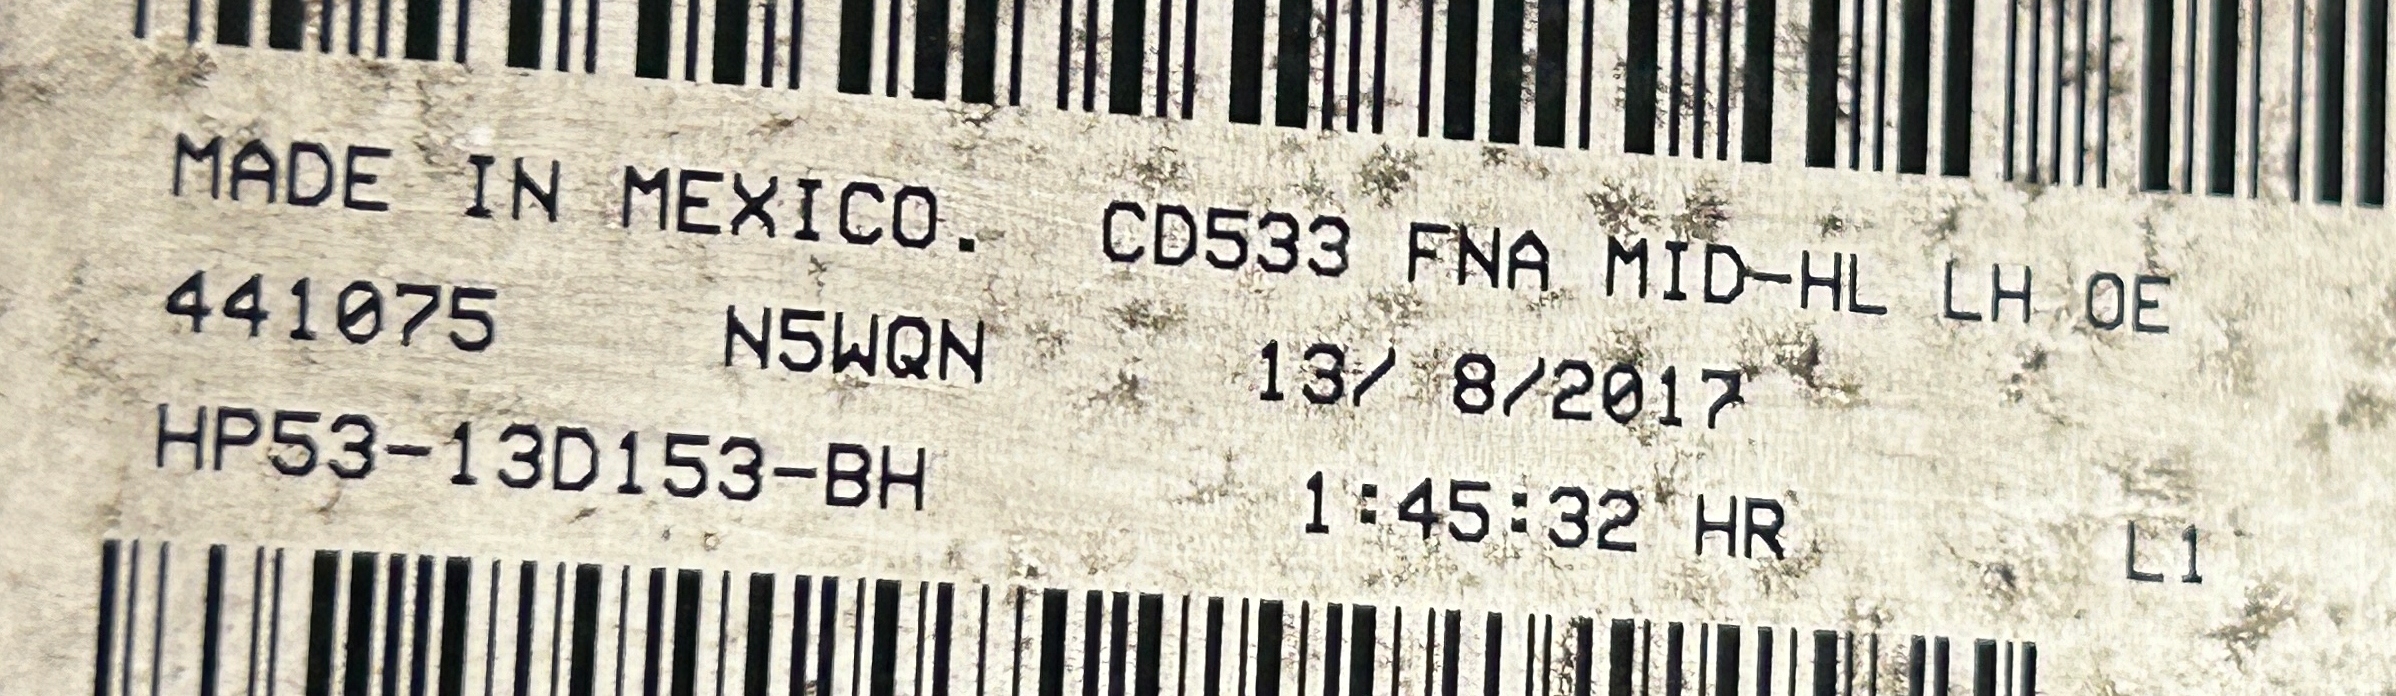 MADE IN MEXICO. CD533 FNA MID-HL LH OE
441075 N5WQN 13/ 8/2017
HP53-13D153-BH 1:45:32 HR L1